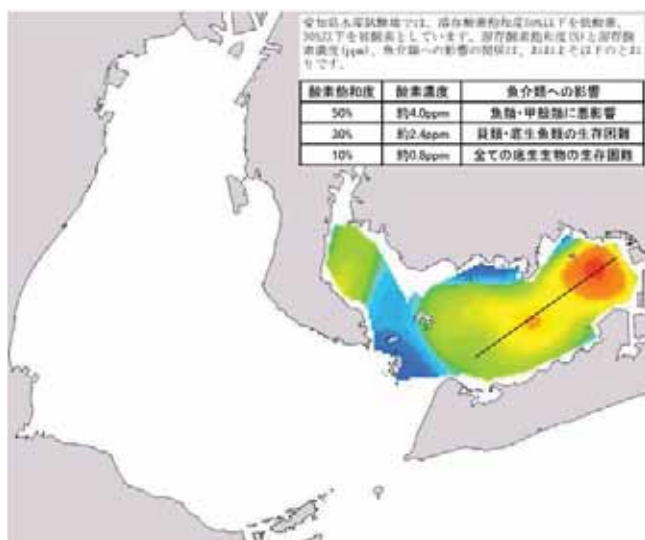 愛知県水産試験場では、溶存酸素飽和度50%以下を貧酸素、
30%以下を貧酸素としています。溶存酸素飽和度(%)と溶存酸
素濃度(ppm)、魚介類への影響の関係は、おおよそ以下のとお
りです。
酸素飽和度 酸素濃度 魚介類への影響
50% 約4.0ppm 魚類・甲殻類に悪影響
30% 約2.4ppm 貝類・底生魚類の生存困難
10% 約0.8ppm 全ての底生生物の生存困難